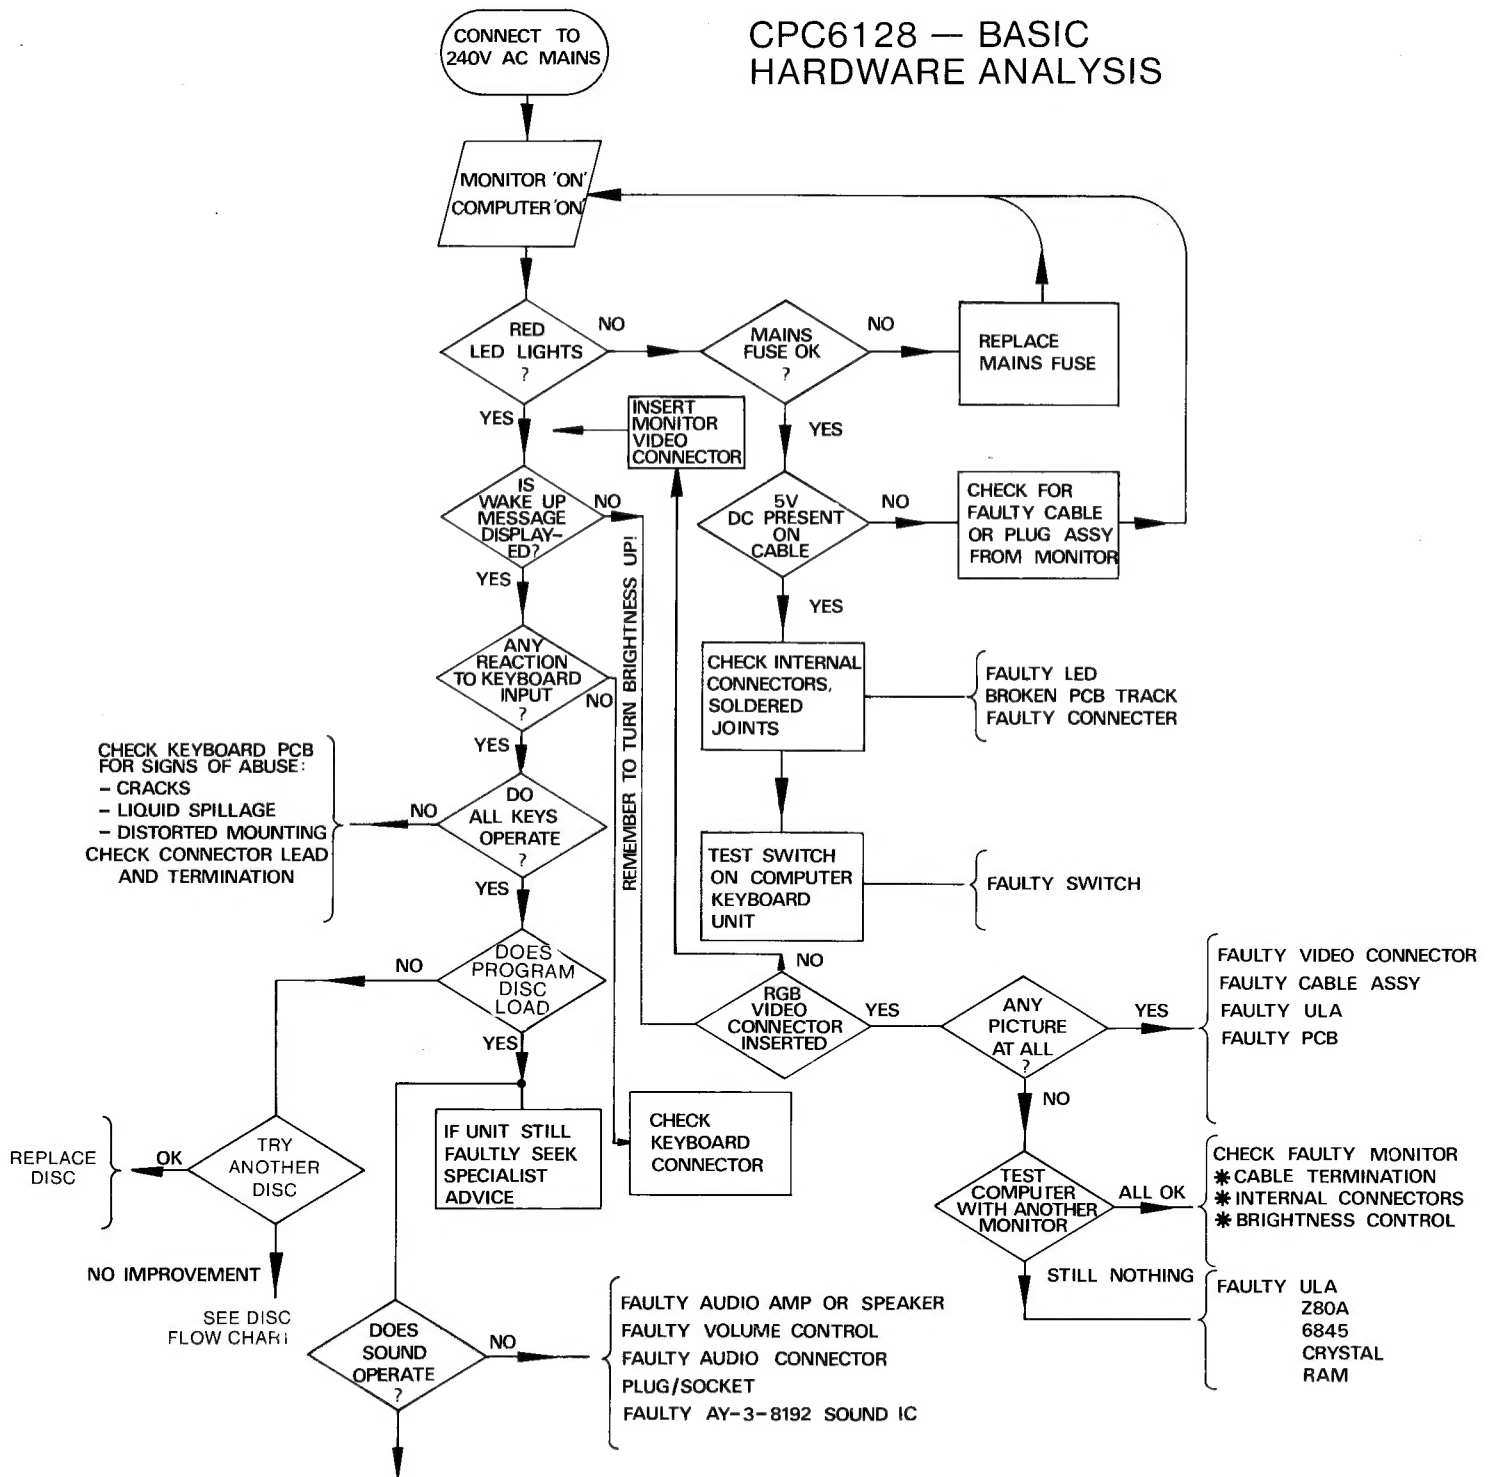 CPC6128 — BASIC
HARDWARE ANALYSIS
CONNECT TO
240V AC MAINS
MONITOR 'ON'
COMPUTER 'ON'
RED
LED LIGHTS
?
NO
MAINS
FUSE OK
?
NO
REPLACE
MAINS FUSE
YES
INSERT
MONITOR
VIDEO
CONNECTOR
YES
IS
WAKE UP
MESSAGE
DISPLAY-
ED?
NO
5V
DC PRESENT
ON
CABLE
NO
CHECK FOR
FAULTY CABLE
OR PLUG ASSY
FROM MONITOR
REMEMBER TO TURN BRIGHTNESS UP!
YES
YES
ANY
REACTION
TO KEYBOARD
INPUT
?
NO
CHECK INTERNAL
CONNECTORS,
SOLDERED
JOINTS
FAULTY LED
BROKEN PCB TRACK
FAULTY CONNECTER
YES
CHECK KEYBOARD PCB
FOR SIGNS OF ABUSE:
– CRACKS
– LIQUID SPILLAGE
– DISTORTED MOUNTING
CHECK CONNECTOR LEAD
AND TERMINATION
NO
DO
ALL KEYS
OPERATE
?
TEST SWITCH
ON COMPUTER
KEYBOARD
UNIT
FAULTY SWITCH
YES
DOES
PROGRAM
DISC
LOAD
NO
NO
RGB
VIDEO
CONNECTOR
INSERTED
YES
ANY
PICTURE
AT ALL
?
YES
FAULTY VIDEO CONNECTOR
FAULTY CABLE ASSY
FAULTY ULA
FAULTY PCB
YES
NO
IF UNIT STILL
FAULTLY SEEK
SPECIALIST
ADVICE
CHECK
KEYBOARD
CONNECTOR
REPLACE
DISC
OK
TRY
ANOTHER
DISC
TEST
COMPUTER
WITH ANOTHER
MONITOR
ALL OK
CHECK FAULTY MONITOR
* CABLE TERMINATION
* INTERNAL CONNECTORS
* BRIGHTNESS CONTROL
NO IMPROVEMENT
SEE DISC
FLOW CHART
STILL NOTHING
FAULTY ULA
Z80A
6845
CRYSTAL
RAM
DOES
SOUND
OPERATE
?
NO
FAULTY AUDIO AMP OR SPEAKER
FAULTY VOLUME CONTROL
FAULTY AUDIO CONNECTOR
PLUG/SOCKET
FAULTY AY-3-8192 SOUND IC